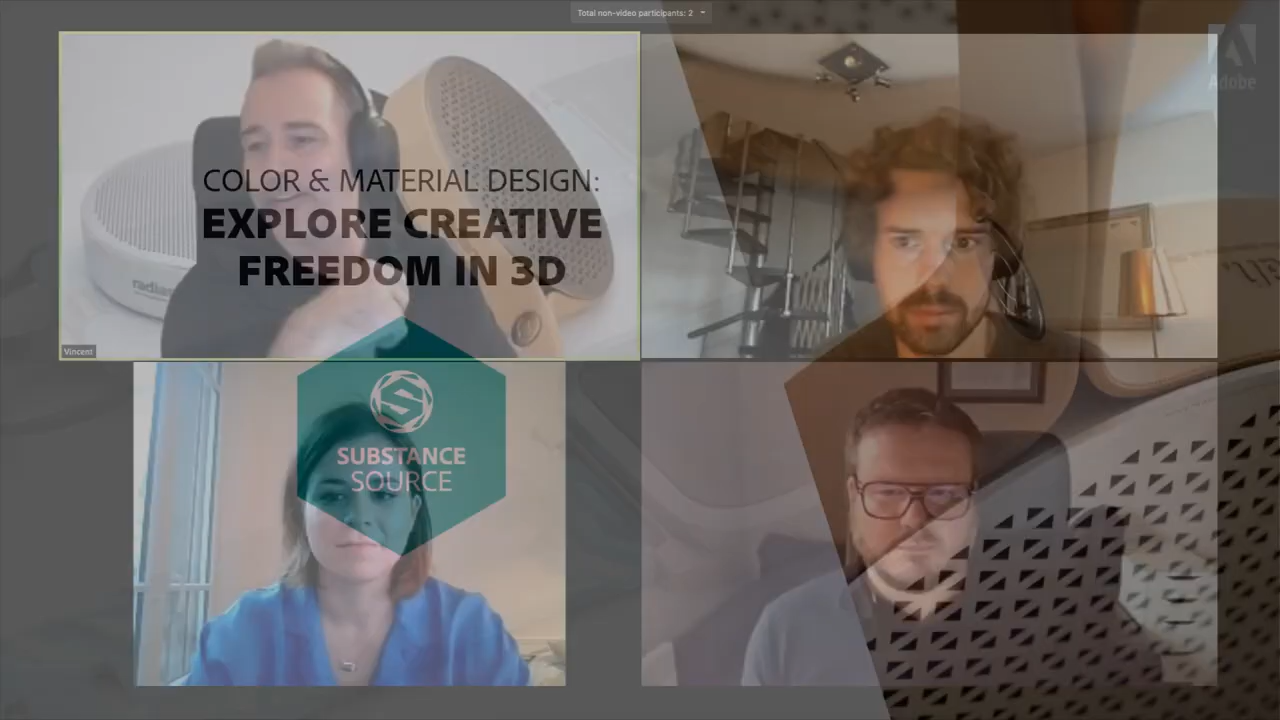 Total non-video participants: 2
Adobe
COLOR & MATERIAL DESIGN:
EXPLORE CREATIVE
FREEDOM IN 3D
Vincent
SUBSTANCE
SOURCE